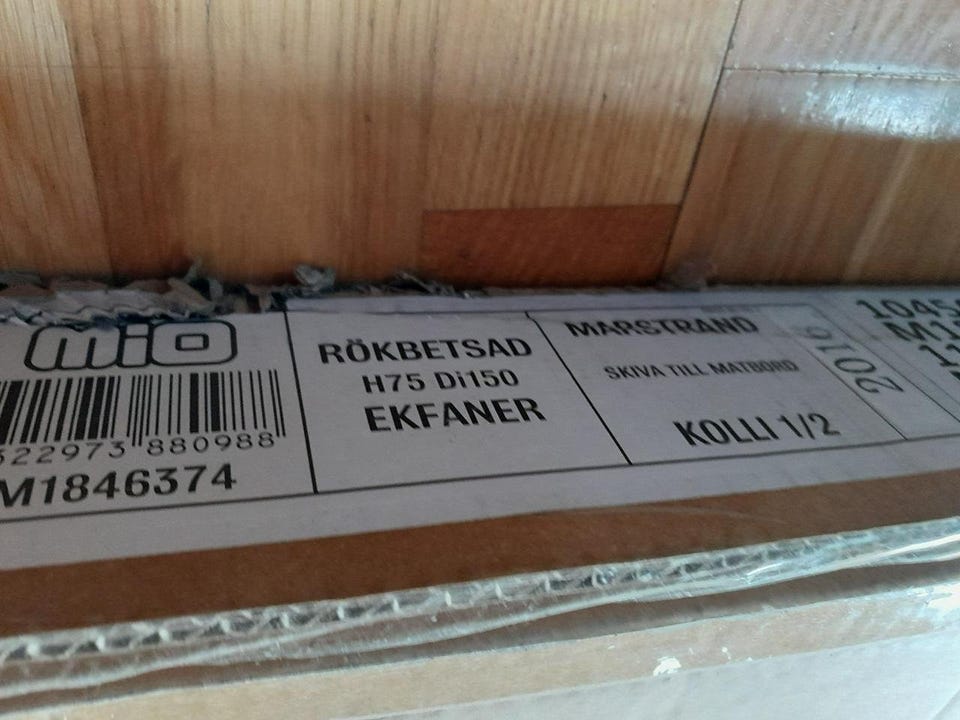 mio
322973 880988
M1846374
RÖKBETSAD
H75 Di150
EKFANER
MARSTRAND
SKIVA TILL MATBORD
KOLLI 1/2
2016